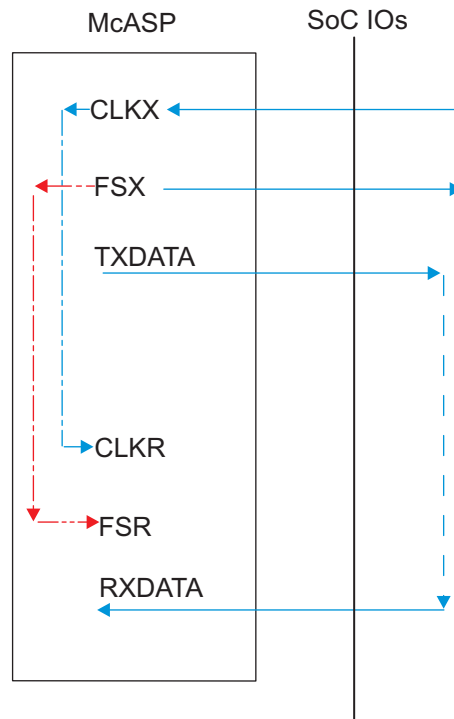 McASP
SoC IOs
CLKX
FSX
TXDATA
CLKR
FSR
RXDATA